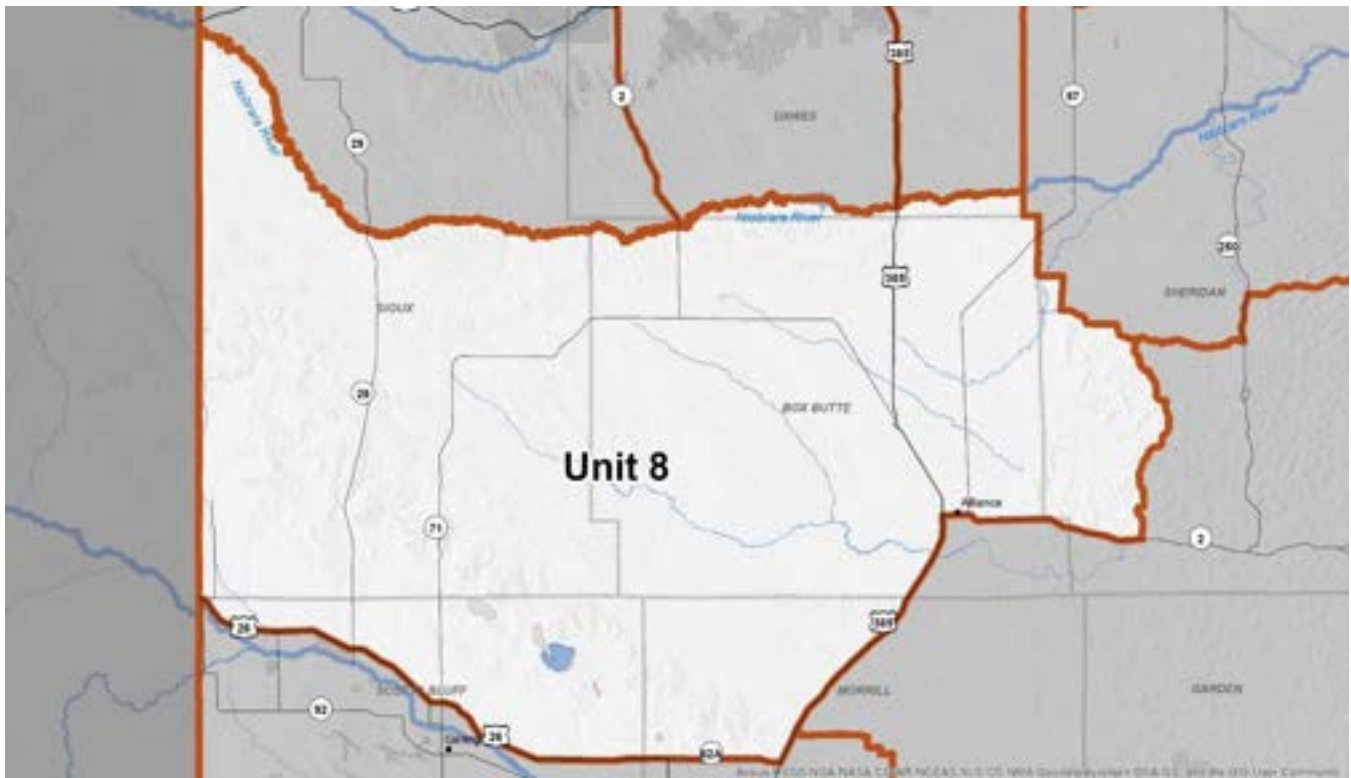 385
2
DAWES
87
Niobrara River
Niobrara River
29
Niobrara River
250
385
SHERIDAN
SIOUX
29
BOX BUTTE
Unit 8
Alliance
71
2
385
26
SCOTTS BLUFF
MORRILL
GARDEN
92
26
62A